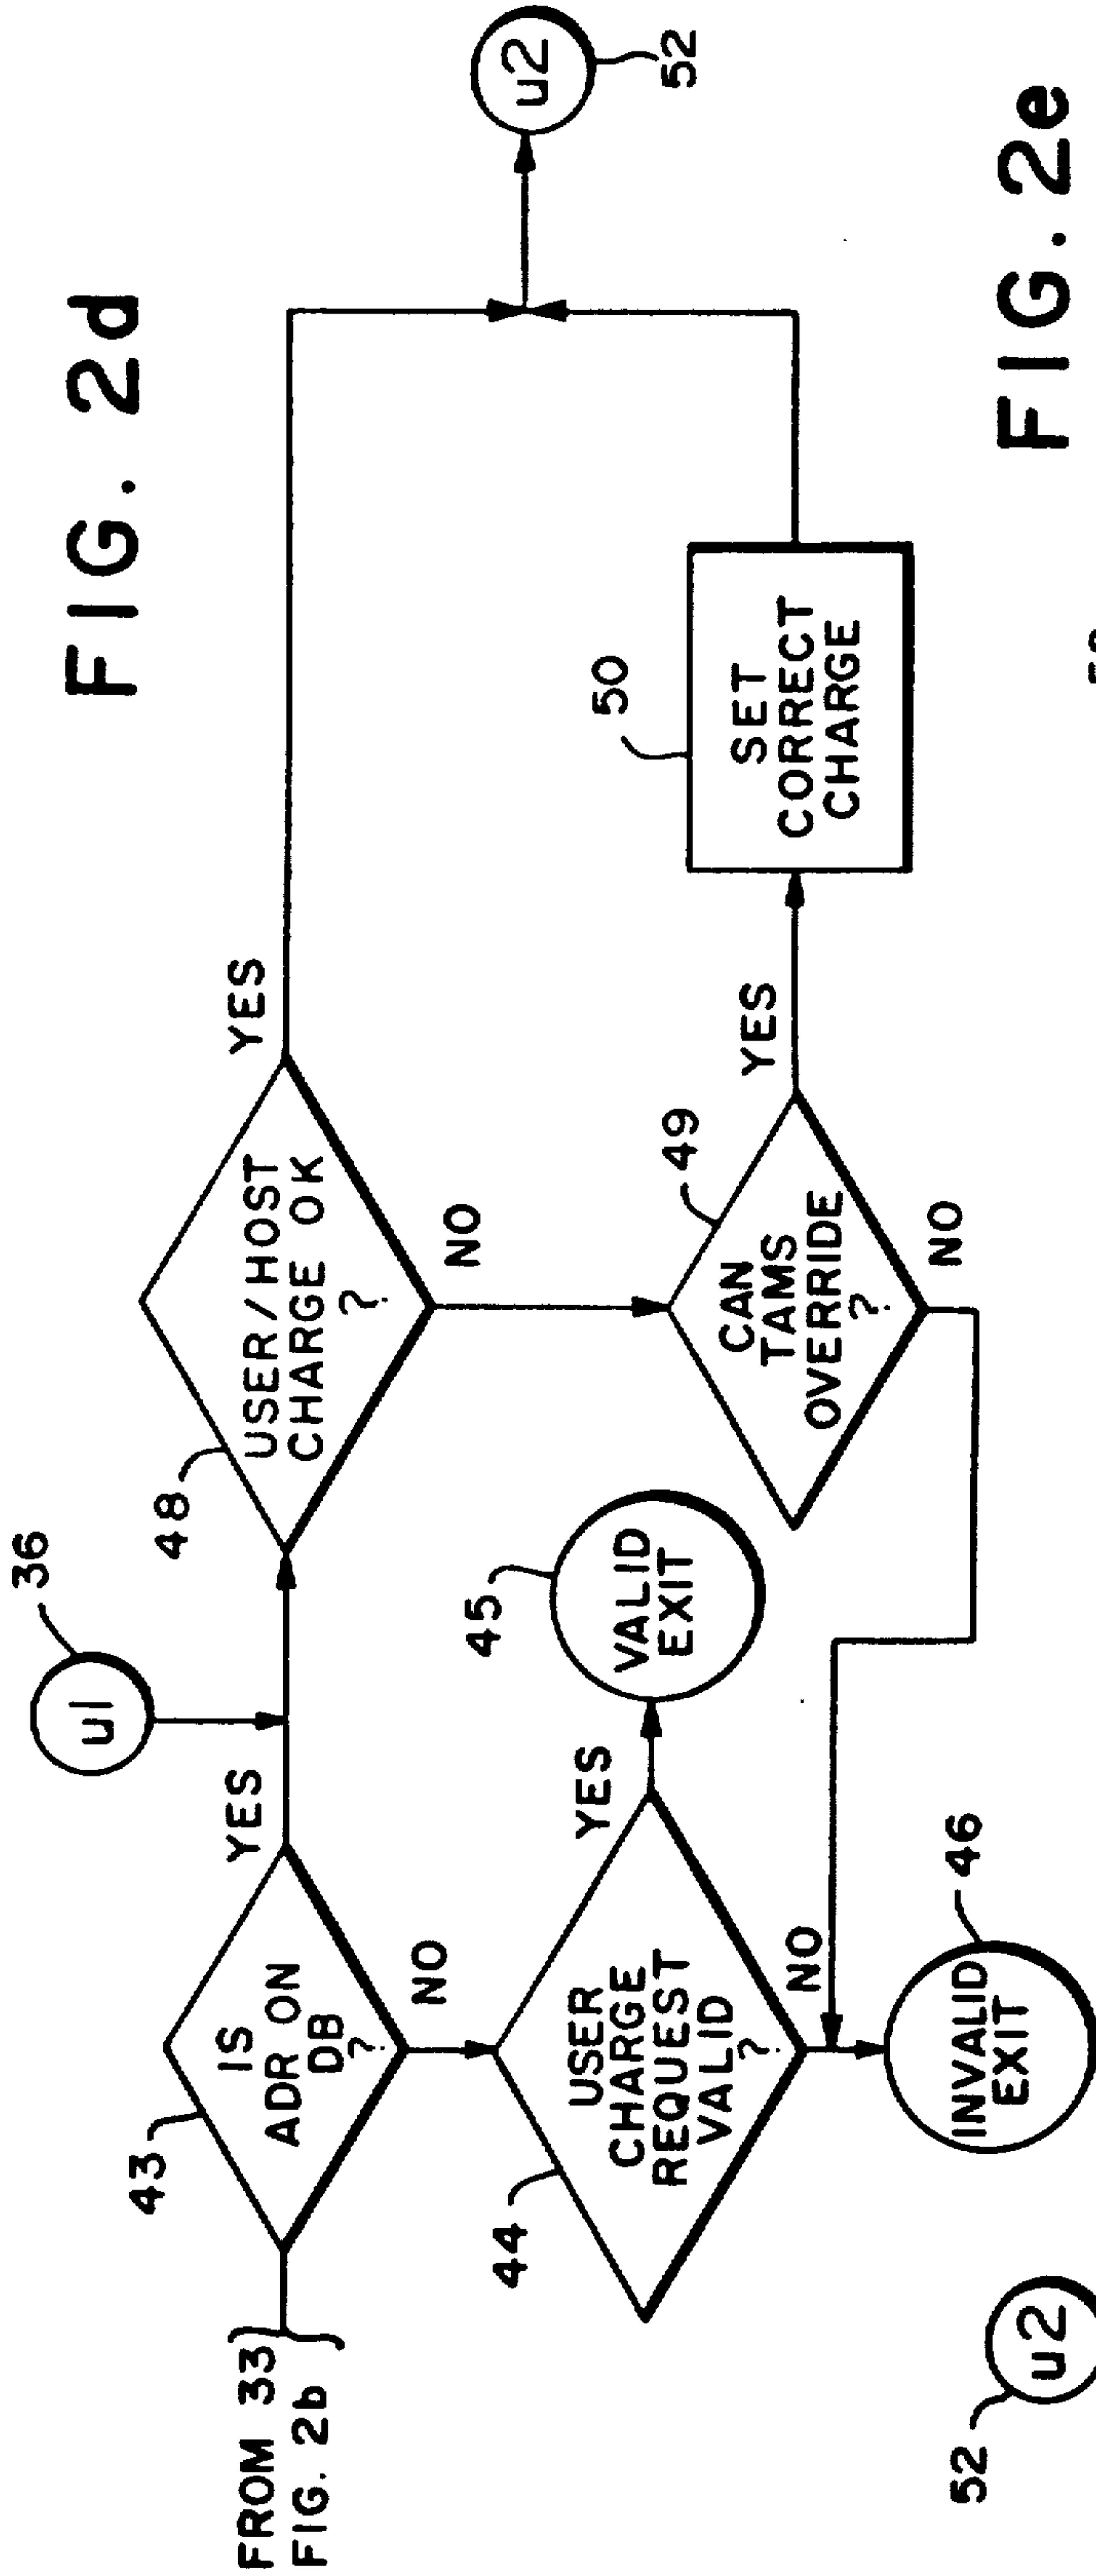 FIG. 2d
FROM 33
FIG. 2b
43
IS
ADR ON
DB
?
YES
NO
u1
36
48
USER/HOST
CHARGE OK
?
YES
NO
u2
52
44
USER
CHARGE
REQUEST
VALID
?
YES
NO
45
VALID
EXIT
46
INVALID
EXIT
49
CAN
TAMS
OVERRIDE
?
YES
NO
50
SET
CORRECT
CHARGE
FIG. 2e
52
u2